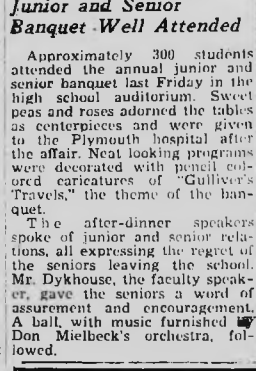 Junior and Senior
Banquet Well Attended
Approximately 300 students
attended the annual junior and
senior banquet last Friday in the
high school auditorium. Sweet
peas and roses adorned the tables
as centerpieces and were given
to the Plymouth hospital after
the affair. Neat looking programs
were decorated with pencil col-
ored caricatures of "Gulliver's
Travels," the theme of the ban-
quet.
The after-dinner speakers
spoke of junior and senior rela-
tions, all expressing the regret of
the seniors leaving the school.
Mr. Dykhouse, the faculty speak-
er, gave the seniors a word of
assurement and encouragement.
A ball, with music furnished by
Don Mielbeck's orchestra, fol-
lowed.